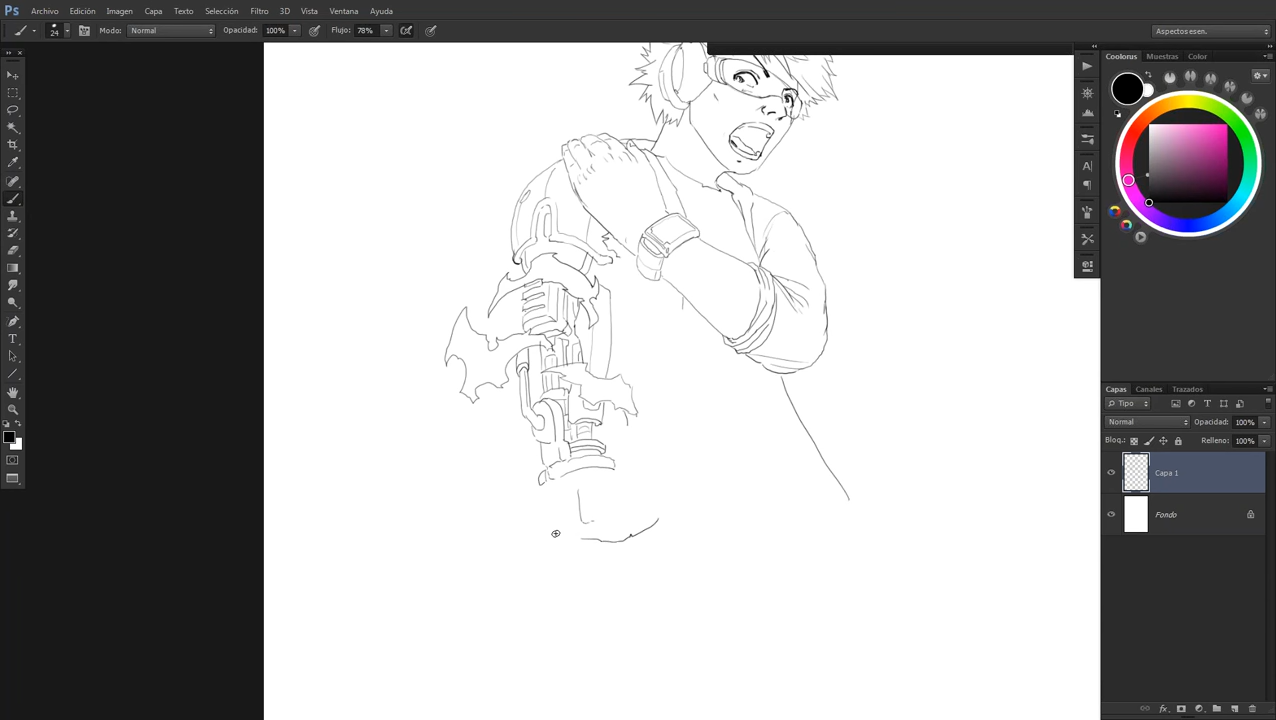 Ps Archivo Edición Imagen Capa Texto Selección Filtro 3D Vista Ventana Ayuda
24 Modo: Normal Opacidad: 100% Flujo: 78% Aspectos esen.
Coolorus Muestras Color
A
T
Capas Canales Trazados
Tipo T
Normal Opacidad: 100%
Bloq.: Relleno: 100%
Capa 1
Fondo
fx